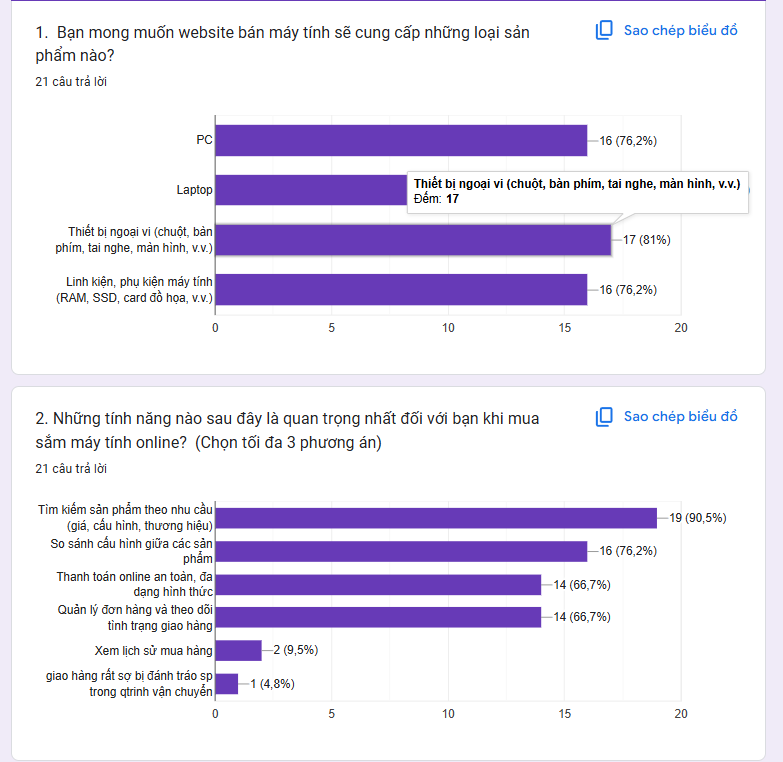 1. Bạn mong muốn website bán máy tính sẽ cung cấp những loại sản
phẩm nào?
Sao chép biểu đồ
21 câu trả lời
PC
16 (76,2%)
Laptop
Thiết bị ngoại vi (chuột, bàn phím, tai nghe, màn hình, v.v.)
Đếm: 17
Thiết bị ngoại vi (chuột, bàn
phím, tai nghe, màn hình, v.v.)
17 (81%)
Linh kiện, phụ kiện máy tính
(RAM, SSD, card đồ họa, v.v.)
16 (76,2%)
0 5 10 15 20
2. Những tính năng nào sau đây là quan trọng nhất đối với bạn khi mua
sắm máy tính online? (Chọn tối đa 3 phương án)
Sao chép biểu đồ
21 câu trả lời
Tìm kiếm sản phẩm theo nhu cầu
(giá, cấu hình, thương hiệu)
19 (90,5%)
So sánh cấu hình giữa các sản
phẩm
16 (76,2%)
Thanh toán online an toàn, đa
dạng hình thức
14 (66,7%)
Quản lý đơn hàng và theo dõi
tình trạng giao hàng
14 (66,7%)
Xem lịch sử mua hàng
2 (9,5%)
giao hàng rất sợ bị đánh tráo sp
trong qtrinh vận chuyển
1 (4,8%)
0 5 10 15 20